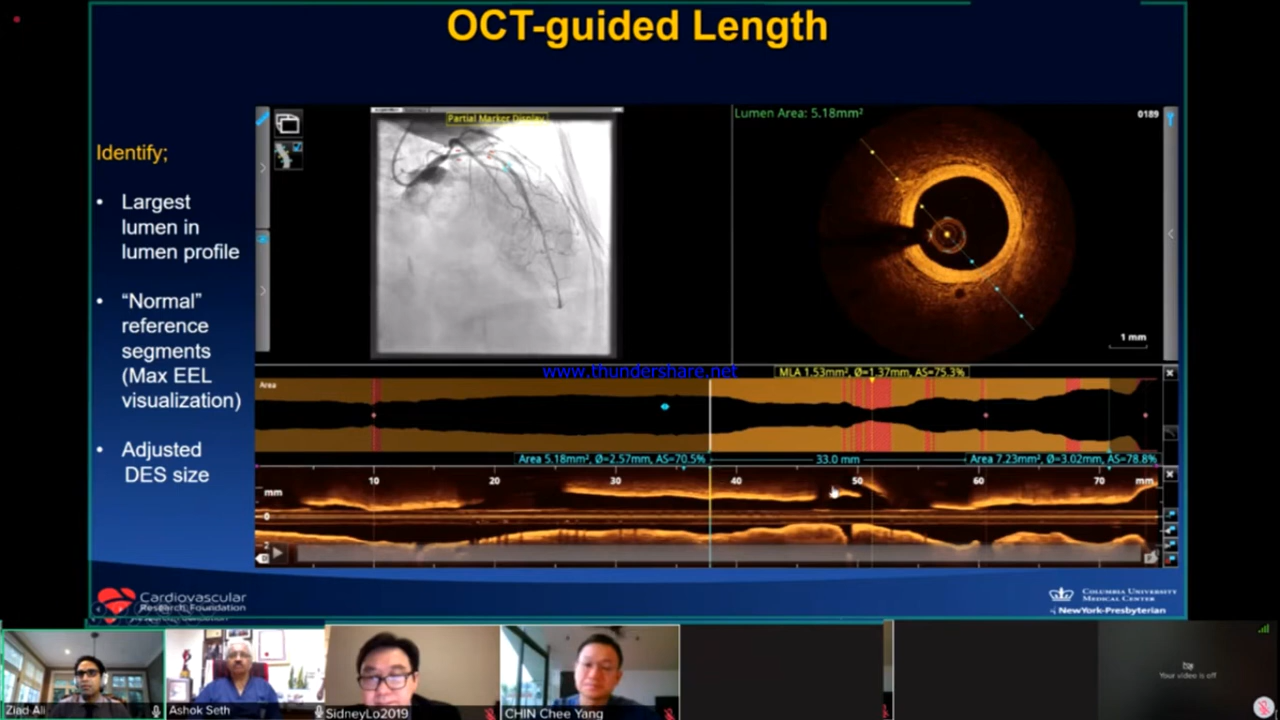 OCT-guided Length
Identify;
• Largest
lumen in
lumen profile
• “Normal”
reference
segments
(Max EEL
visualization)
• Adjusted
DES size
Partial Marker Display
Lumen Area: 5.18mm²
0189
1 mm
www.thundershare.net
MLA 1.53mm², Ø=1.37mm, AS=75.3%
Area
Area 5.18mm², Ø=2.57mm, AS=70.5%
33.0 mm
Area 7.23mm², Ø=3.02mm, AS=78.8%
mm 10 20 30 40 50 60 70 mm
0
2
Cardiovascular
Research Foundation
COLUMBIA UNIVERSITY
MEDICAL CENTER
NewYork-Presbyterian
Ziad Ali
Ashok Seth
SidneyLo2019
CHIN Chee Yang
Your video is off